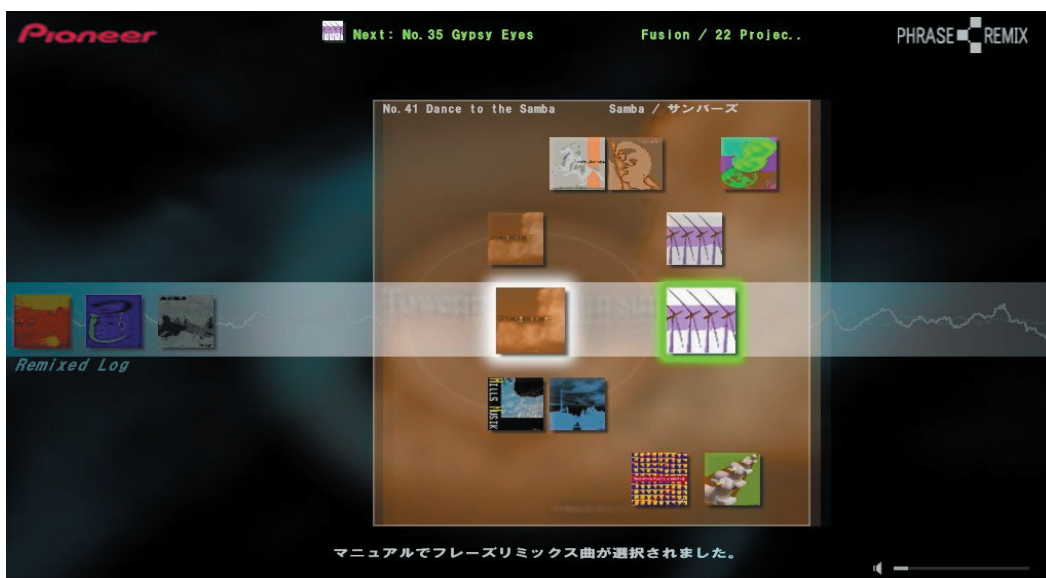 Pioneer
Next: No.35 Gypsy Eyes
Fusion / 22 Projec..
PHRASE REMIX
No.41 Dance to the Samba
Samba / サンバーズ
HILLS MUSIK
Remixed Log
マニュアルでフレーズリミックス曲が選択されました。